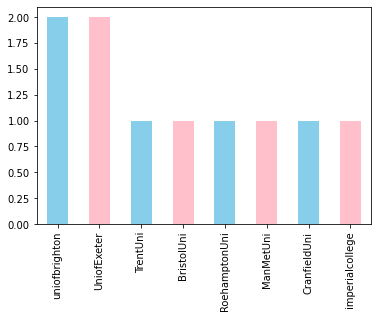 2.00
1.75
1.50
1.25
1.00
0.75
0.50
0.25
0.00
uniofbrighton
UniofExeter
TrentUni
BristolUni
RoehamptonUni
ManMetUni
CranfieldUni
imperialcollege